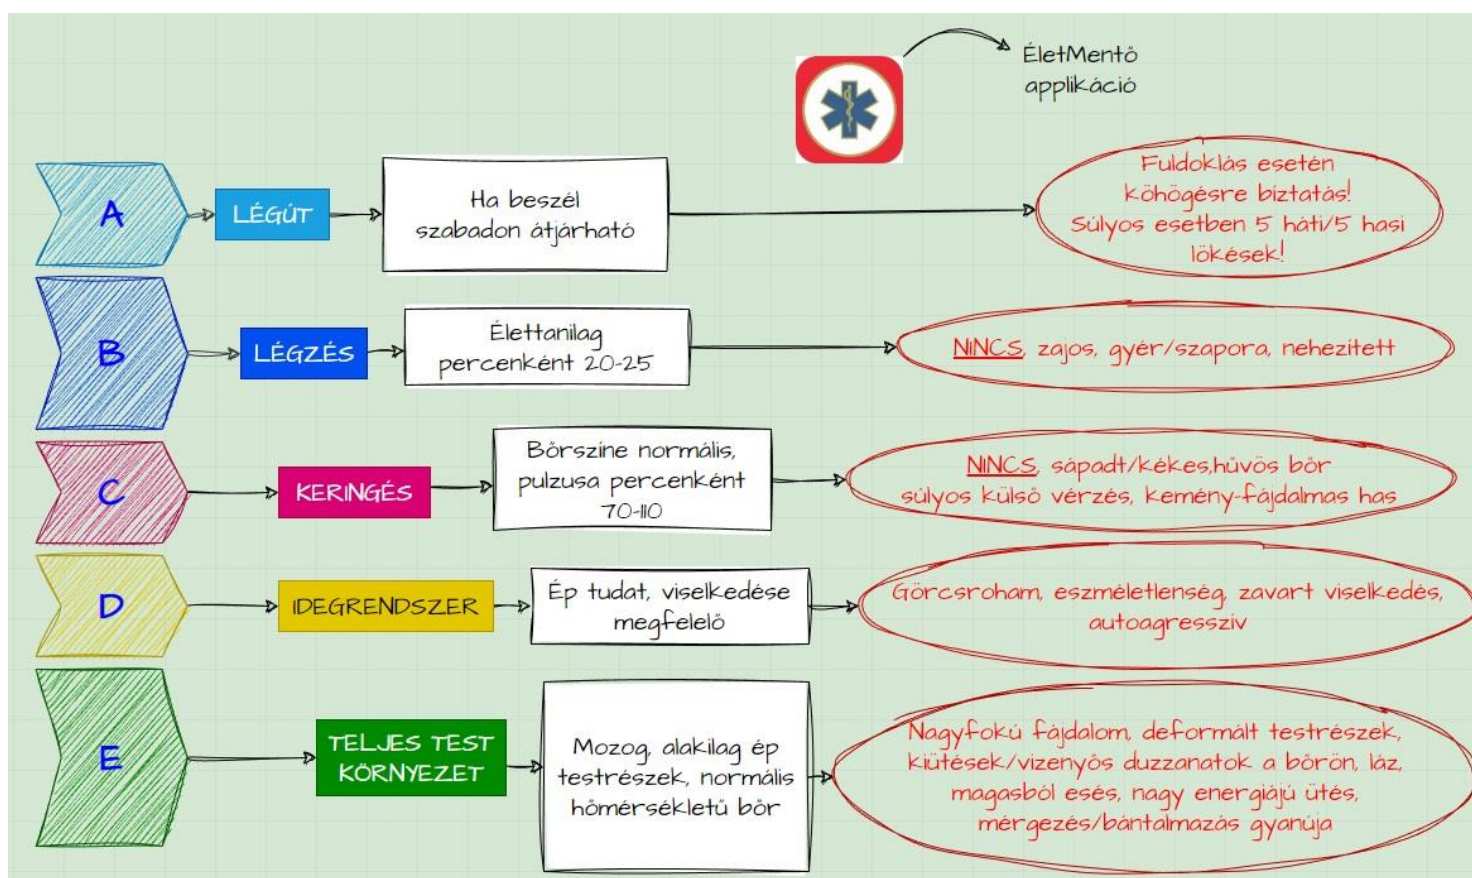 ÉletMentő
applikáció
A
LÉGÚT
Ha beszél
szabadon átjárható
Fuldoklás esetén
köhögésre biztatás!
Súlyos esetben 5 háti/5 hasi
lökések!
B
LÉGZÉS
Élettanilag
percenként 20-25
NINCS, zajos, gyér/szapora, nehezített
C
KERINGÉS
Bőrszíne normális,
pulzusa percenként
70-110
NINCS, sápadt/kékes,hűvös bőr
súlyos külső vérzés, kemény-fájdalmas has
D
IDEGRENDSZER
Ép tudat, viselkedése
megfelelő
Görcsroham, eszméletlenség, zavart viselkedés,
autoagresszív
E
TELJES TEST
KÖRNYEZET
Mozog, alakilag ép
testrészek, normális
hőmérsékletű bőr
Nagyfokú fájdalom, deformált testrészek,
kiütések/vizenyős duzzanatok a bőrön, láz,
magasból esés, nagy energiájú ütés,
mérgezés/bántalmazás gyanúja